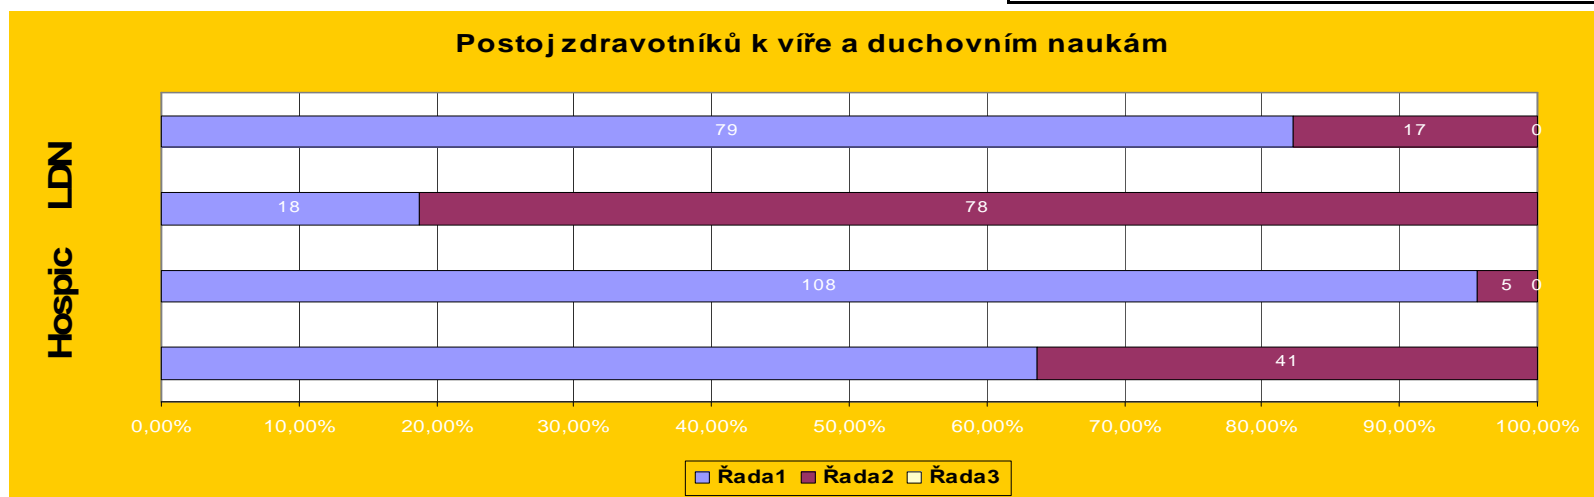 Postoj zdravotníků k víře a duchovním naukám
LDN
Hospic
79 17 0
18 78
108 5 0
41
0,00% 10,00% 20,00% 30,00% 40,00% 50,00% 60,00% 70,00% 80,00% 90,00% 100,00%
Řada1 Řada2 Řada3